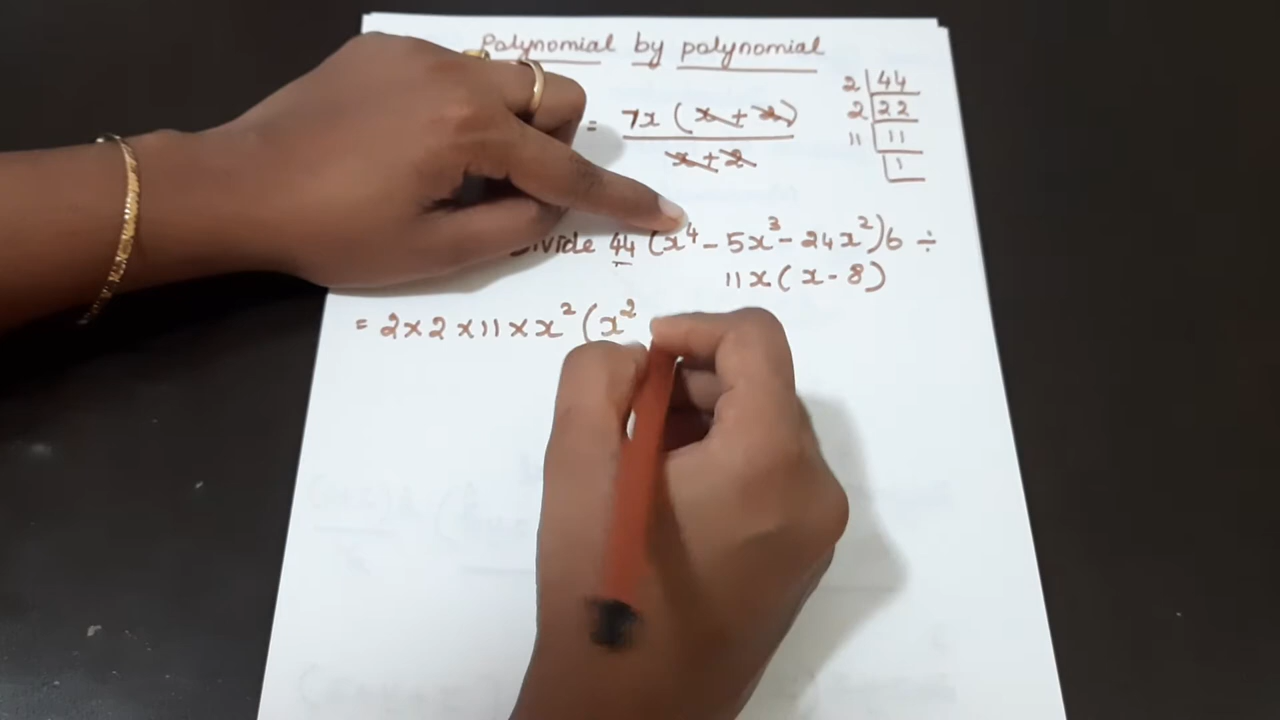 Polynomial by polynomial
= 7x (x + 2)
x + 2
2 | 44
2 | 22
11 | 11
1
44 (x⁴ - 5x³ - 24x²)6 ÷
11x ( x - 8)
= 2 × 2 × 11 × x² ( x²